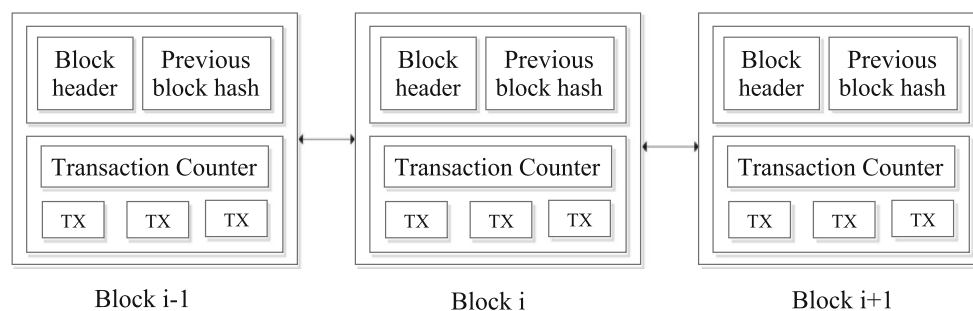 Block
header
Previous
block hash
Transaction Counter
TX TX TX
Block i-1
Block
header
Previous
block hash
Transaction Counter
TX TX TX
Block i
Block
header
Previous
block hash
Transaction Counter
TX TX TX
Block i+1